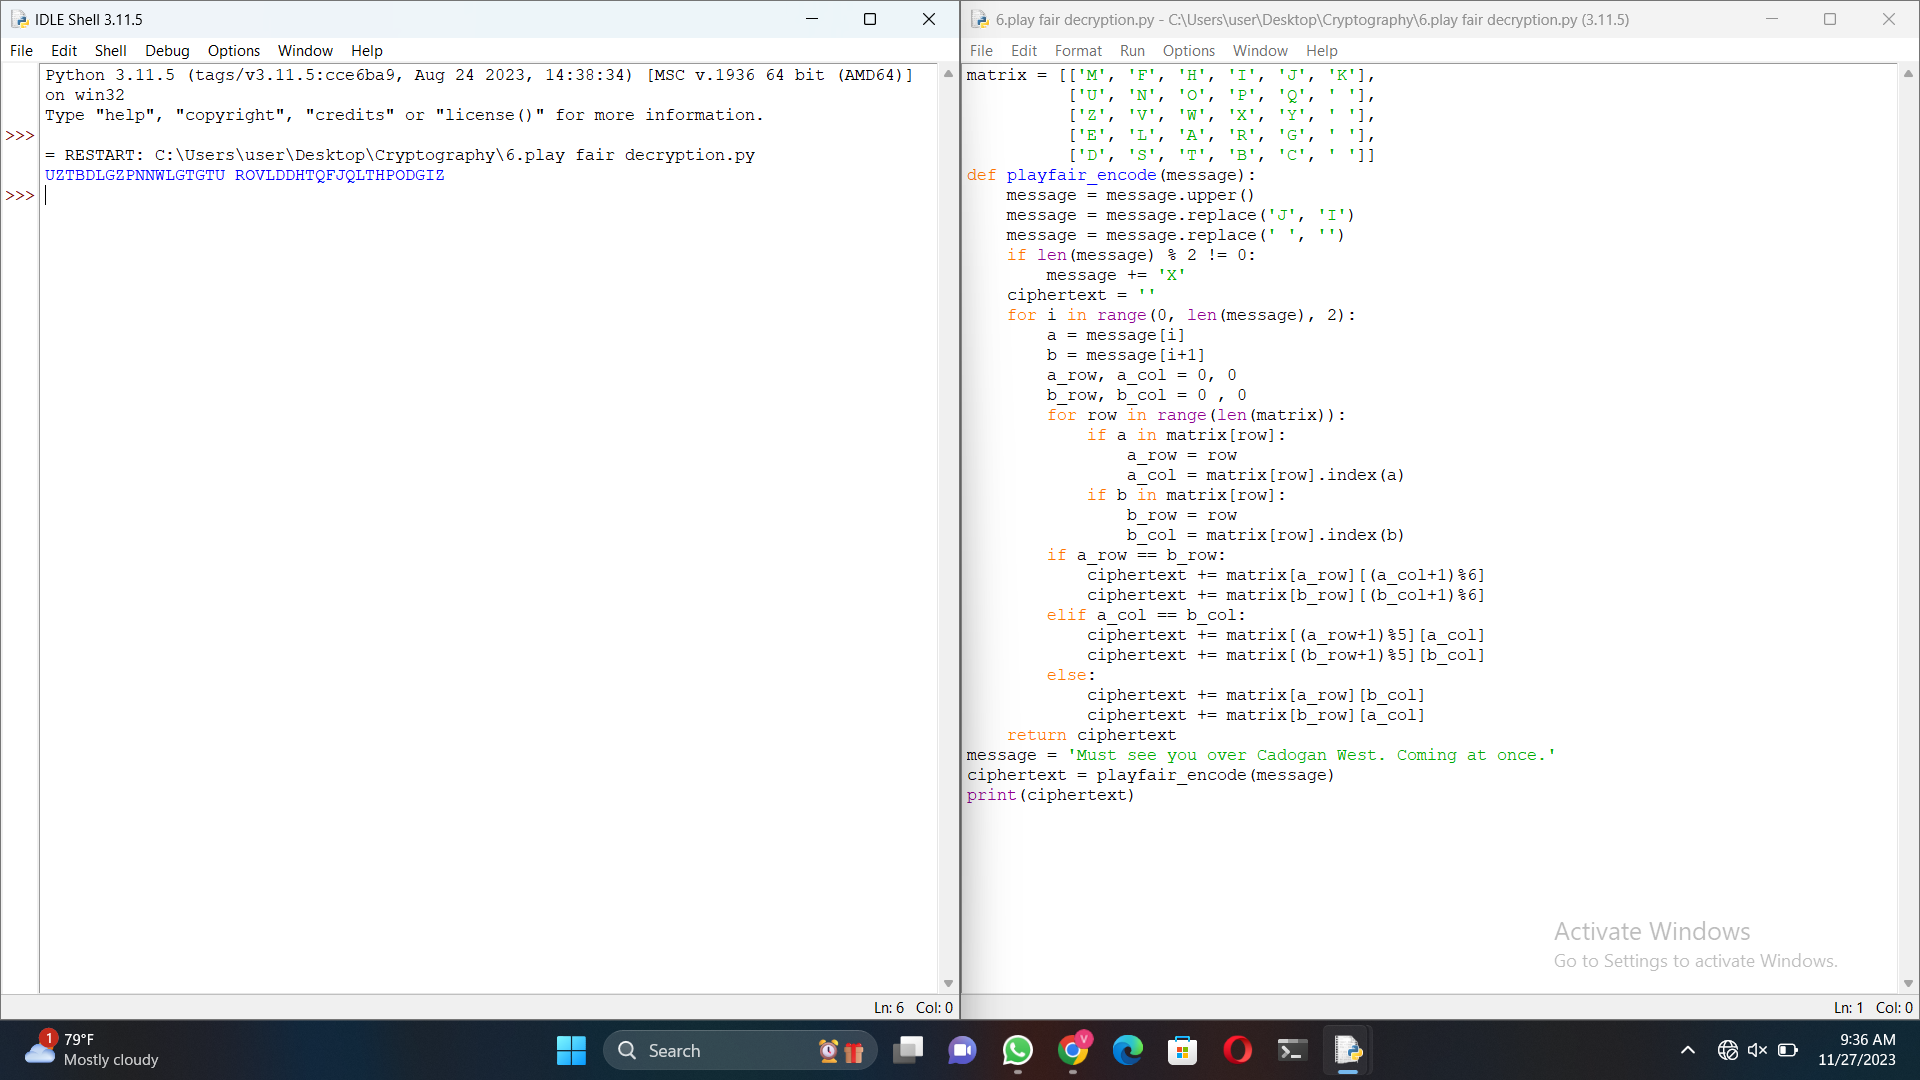 IDLE Shell 3.11.5
File Edit Shell Debug Options Window Help
Python 3.11.5 (tags/v3.11.5:cce6ba9, Aug 24 2023, 14:38:34) [MSC v.1936 64 bit (AMD64)]
on win32
Type "help", "copyright", "credits" or "license()" for more information.
>>>
= RESTART: C:\Users\user\Desktop\Cryptography\6.play fair decryption.py
UZTBDLGZPNNWLGTGTU ROVLDDHTQFJQLTHPODGIZ
>>>
Ln: 6 Col: 0
6.play fair decryption.py - C:\Users\user\Desktop\Cryptography\6.play fair decryption.py (3.11.5)
File Edit Format Run Options Window Help
matrix = [['M', 'F', 'H', 'I', 'J', 'K'],
['U', 'N', 'O', 'P', 'Q', ' '],
['Z', 'V', 'W', 'X', 'Y', ' '],
['E', 'L', 'A', 'R', 'G', ' '],
['D', 'S', 'T', 'B', 'C', ' ']]
def playfair_encode(message):
    message = message.upper()
    message = message.replace('J', 'I')
    message = message.replace(' ', '')
    if len(message) % 2 != 0:
        message += 'X'
    ciphertext = ''
    for i in range(0, len(message), 2):
        a = message[i]
        b = message[i+1]
        a_row, a_col = 0, 0
        b_row, b_col = 0 , 0
        for row in range(len(matrix)):
            if a in matrix[row]:
                a_row = row
                a_col = matrix[row].index(a)
            if b in matrix[row]:
                b_row = row
                b_col = matrix[row].index(b)
        if a_row == b_row:
            ciphertext += matrix[a_row][(a_col+1)%6]
            ciphertext += matrix[b_row][(b_col+1)%6]
        elif a_col == b_col:
            ciphertext += matrix[(a_row+1)%5][a_col]
            ciphertext += matrix[(b_row+1)%5][b_col]
        else:
            ciphertext += matrix[a_row][b_col]
            ciphertext += matrix[b_row][a_col]
    return ciphertext
message = 'Must see you over Cadogan West. Coming at once.'
ciphertext = playfair_encode(message)
print(ciphertext)
Activate Windows
Go to Settings to activate Windows.
Ln: 1 Col: 0
1
79°F
Mostly cloudy
Search
V
9:36 AM
11/27/2023